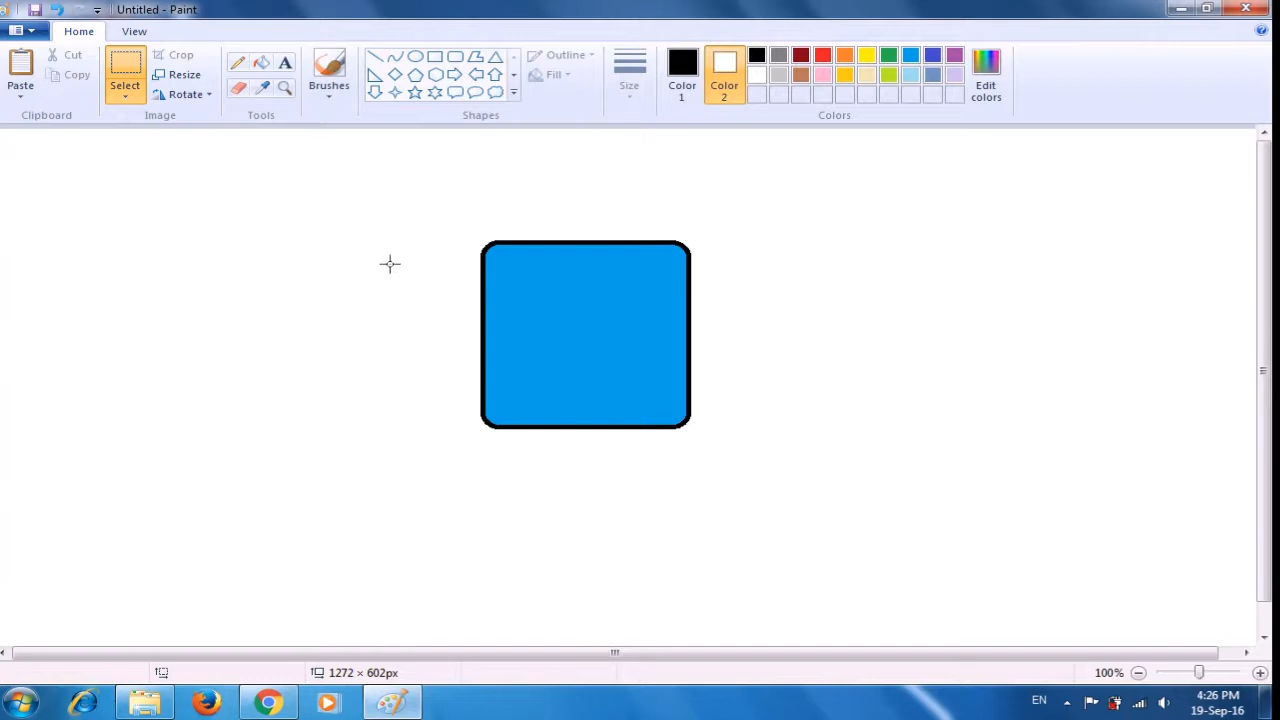 Untitled - Paint
Home View
Paste
Cut
Copy
Clipboard
Select
Crop
Resize
Rotate
Image
A
Tools
Brushes
Shapes
Outline
Fill
Size
Color 1
Color 2
Edit colors
Colors
1272 × 602px
100%
EN
4:26 PM
19-Sep-16